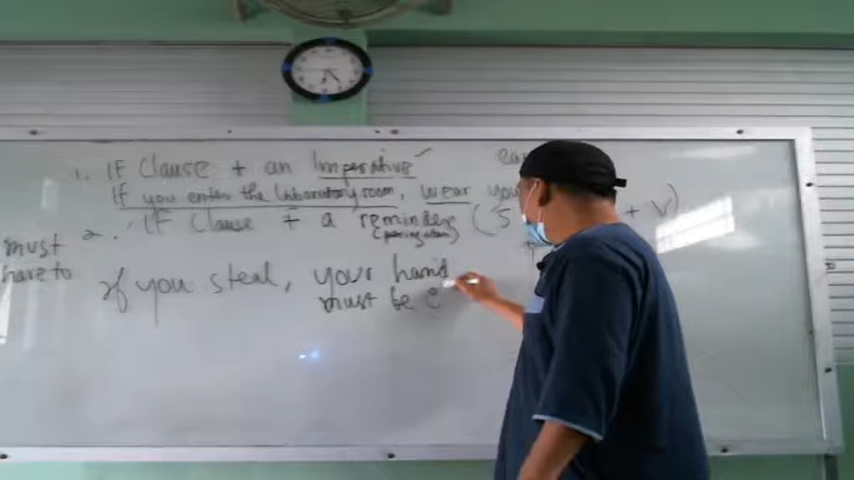 1. If Clause + an Imperative
If you enter the laboratory room, wear you
2. If Clause + a reminder (S + V)
must
have to
if you steal, your hand
must be c